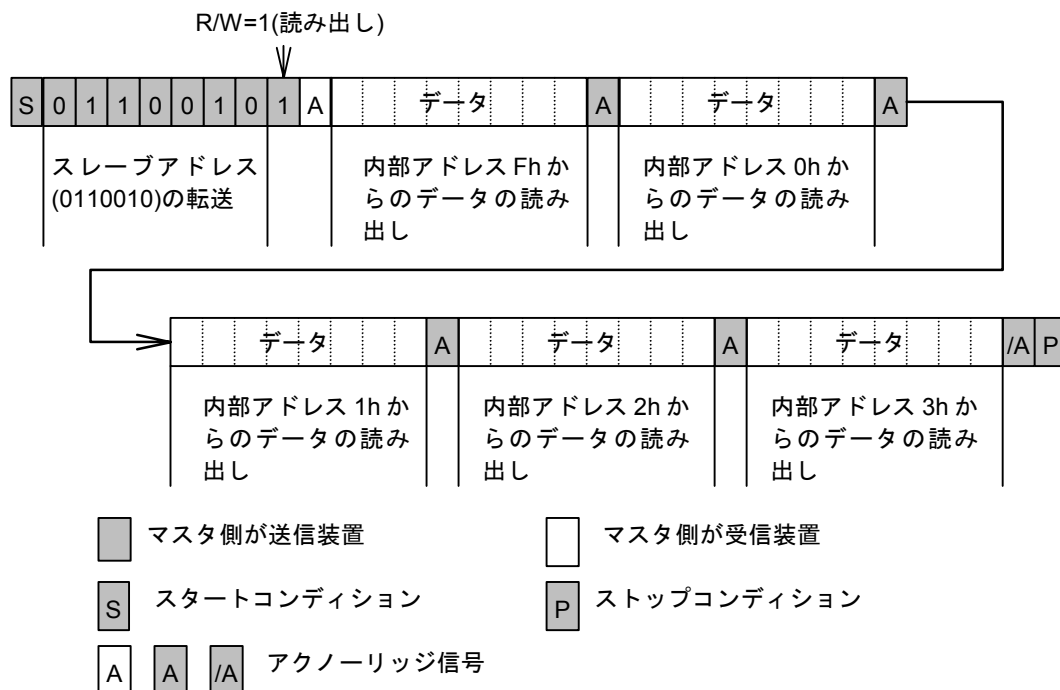 R/W=1(読み出し)
S 0 1 1 0 0 1 0 1 A データ A データ A
スレーブアドレス
(0110010)の転送
内部アドレス Fh か
らのデータの読み
出し
内部アドレス 0h か
らのデータの読み
出し
データ A データ A データ /A P
内部アドレス 1h か
らのデータの読み
出し
内部アドレス 2h か
らのデータの読み
出し
内部アドレス 3h か
らのデータの読み
出し
マスタ側が送信装置
マスタ側が受信装置
S スタートコンディション
P ストップコンディション
A A /A アクノーリッジ信号